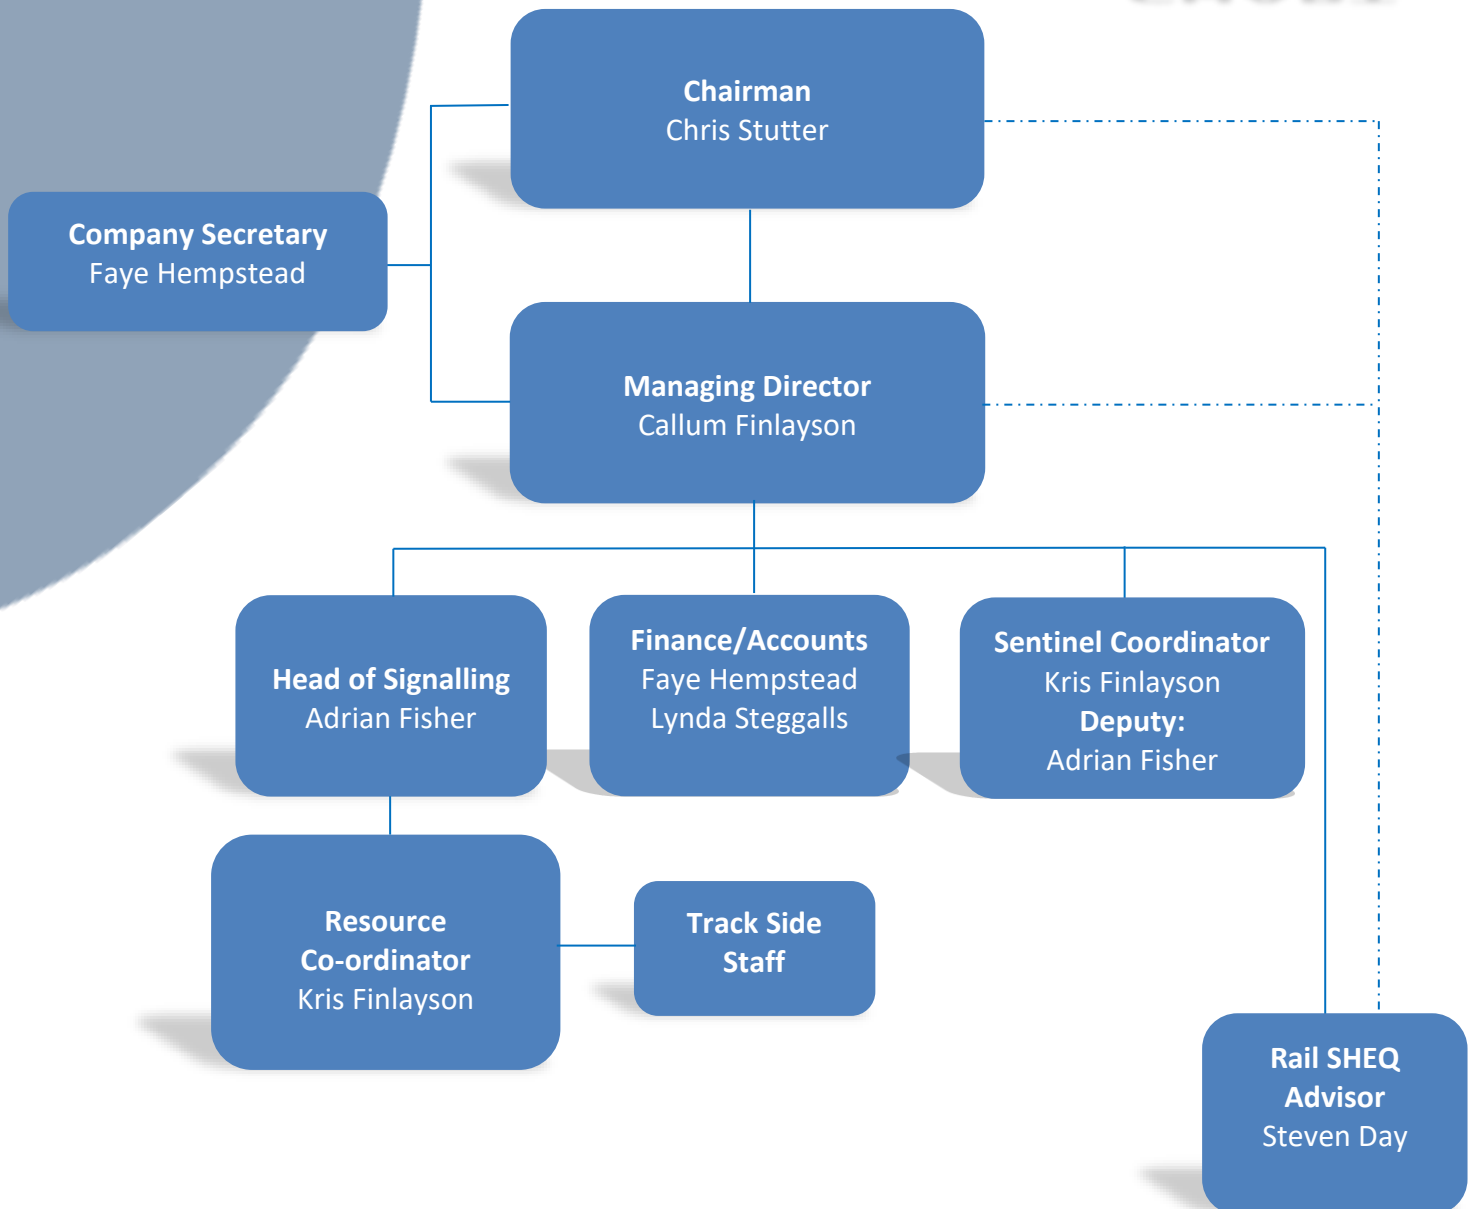 Chairman
Chris Stutter
Company Secretary
Faye Hempstead
Managing Director
Callum Finlayson
Head of Signalling
Adrian Fisher
Finance/Accounts
Faye Hempstead
Lynda Steggalls
Sentinel Coordinator
Kris Finlayson
Deputy:
Adrian Fisher
Resource
Co-ordinator
Kris Finlayson
Track Side
Staff
Rail SHEQ
Advisor
Steven Day